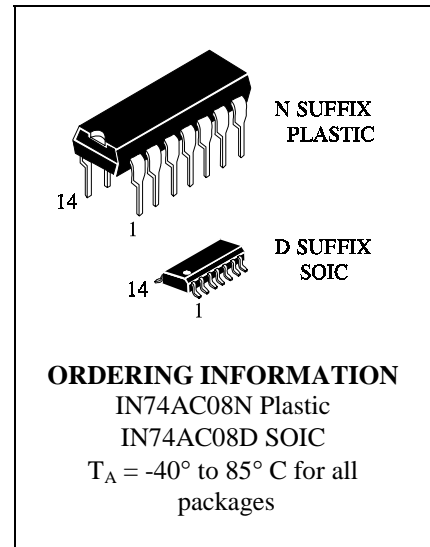 N SUFFIX
PLASTIC
14
1
D SUFFIX
SOIC
14
1
ORDERING INFORMATION
IN74AC08N Plastic
IN74AC08D SOIC
TA = -40° to 85° C for all
packages